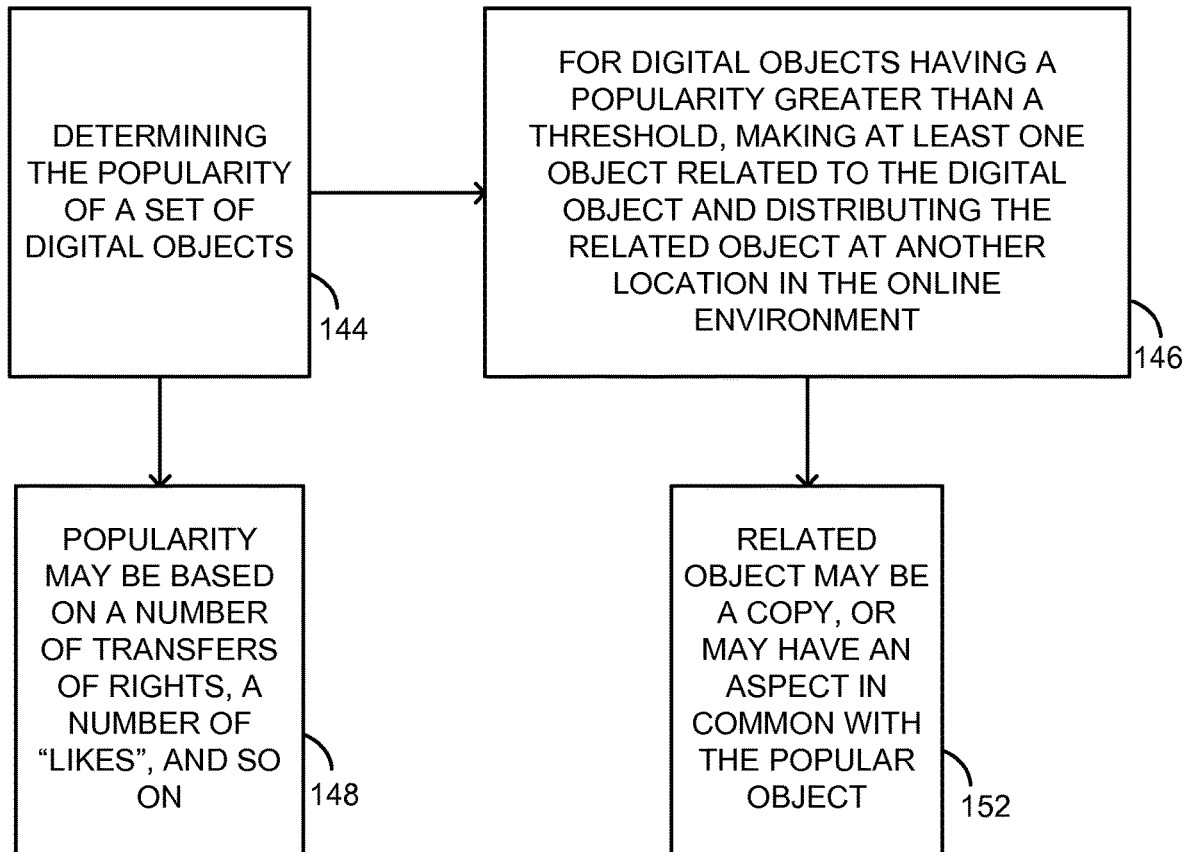 DETERMINING
THE POPULARITY
OF A SET OF
DIGITAL OBJECTS
144
FOR DIGITAL OBJECTS HAVING A
POPULARITY GREATER THAN A
THRESHOLD, MAKING AT LEAST ONE
OBJECT RELATED TO THE DIGITAL
OBJECT AND DISTRIBUTING THE
RELATED OBJECT AT ANOTHER
LOCATION IN THE ONLINE
ENVIRONMENT
146
POPULARITY
MAY BE BASED
ON A NUMBER
OF TRANSFERS
OF RIGHTS, A
NUMBER OF
“LIKES”, AND SO
ON
148
RELATED
OBJECT MAY BE
A COPY, OR
MAY HAVE AN
ASPECT IN
COMMON WITH
THE POPULAR
OBJECT
152